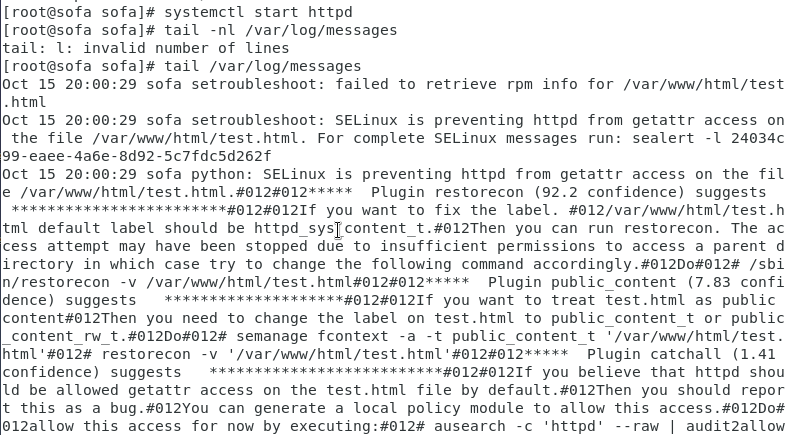 [root@sofa sofa]# systemctl start httpd
[root@sofa sofa]# tail -nl /var/log/messages
tail: l: invalid number of lines
[root@sofa sofa]# tail /var/log/messages
Oct 15 20:00:29 sofa setroubleshoot: failed to retrieve rpm info for /var/www/html/test
.html
Oct 15 20:00:29 sofa setroubleshoot: SELinux is preventing httpd from getattr access on
 the file /var/www/html/test.html. For complete SELinux messages run: sealert -l 24034c
99-eaee-4a6e-8d92-5c7fdc5d262f
Oct 15 20:00:29 sofa python: SELinux is preventing httpd from getattr access on the fil
e /var/www/html/test.html.#012#012*****  Plugin restorecon (92.2 confidence) suggests
 ************************#012#012If you want to fix the label. #012/var/www/html/test.h
tml default label should be httpd_sys_content_t.#012Then you can run restorecon. The ac
cess attempt may have been stopped due to insufficient permissions to access a parent d
irectory in which case try to change the following command accordingly.#012Do#012# /sbi
n/restorecon -v /var/www/html/test.html#012#012*****  Plugin public_content (7.83 confi
dence) suggests   ********************#012#012If you want to treat test.html as public 
content#012Then you need to change the label on test.html to public_content_t or public
_content_rw_t.#012Do#012# semanage fcontext -a -t public_content_t '/var/www/html/test.
html'#012# restorecon -v '/var/www/html/test.html'#012#012*****  Plugin catchall (1.41 
confidence) suggests   **************************#012#012If you believe that httpd shou
ld be allowed getattr access on the test.html file by default.#012Then you should repor
t this as a bug.#012You can generate a local policy module to allow this access.#012Do#
012allow this access for now by executing:#012# ausearch -c 'httpd' --raw | audit2allow